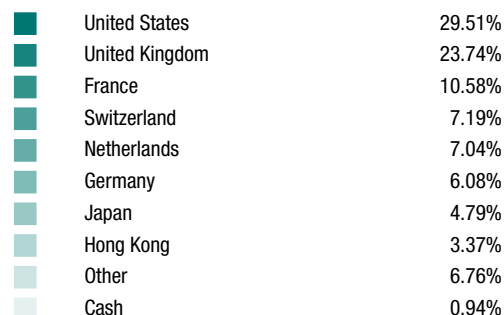 United States 29.51%
United Kingdom 23.74%
France 10.58%
Switzerland 7.19%
Netherlands 7.04%
Germany 6.08%
Japan 4.79%
Hong Kong 3.37%
Other 6.76%
Cash 0.94%